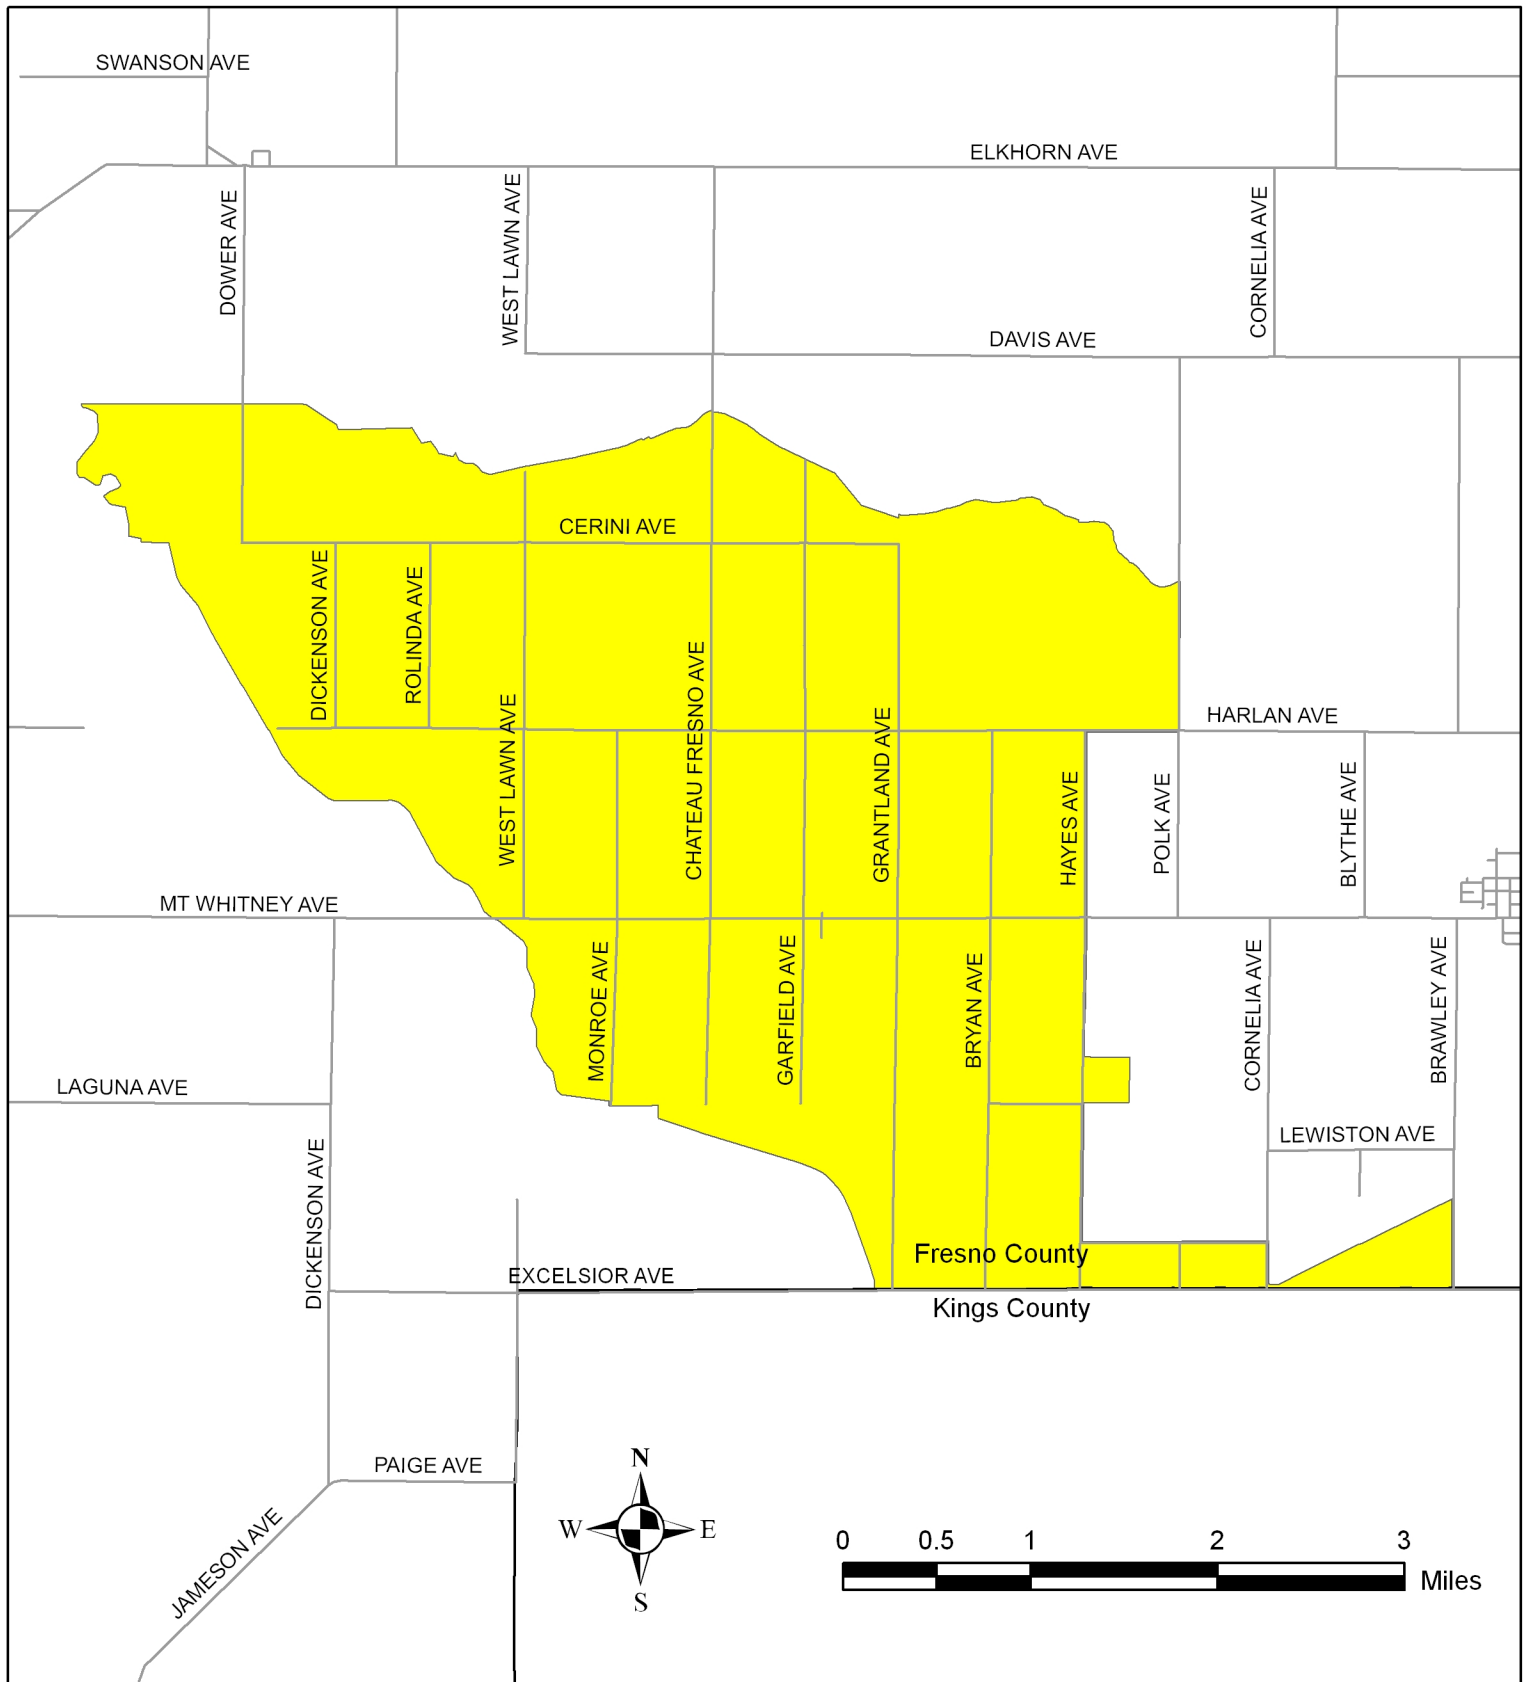 SWANSON AVE
ELKHORN AVE
DOWER AVE
WEST LAWN AVE
CORNELIA AVE
DAVIS AVE
CERINI AVE
DICKENSON AVE
ROLINDA AVE
WEST LAWN AVE
CHATEAU FRESNO AVE
GRANTLAND AVE
HARLAN AVE
HAYES AVE
POLK AVE
BLYTHE AVE
MT WHITNEY AVE
MONROE AVE
GARFIELD AVE
BRYAN AVE
CORNELIA AVE
BRAWLEY AVE
LAGUNA AVE
LEWISTON AVE
DICKENSON AVE
Fresno County
EXCELSIOR AVE
Kings County
PAIGE AVE
JAMESON AVE
N
W E
S
0 0.5 1 2 3
Miles